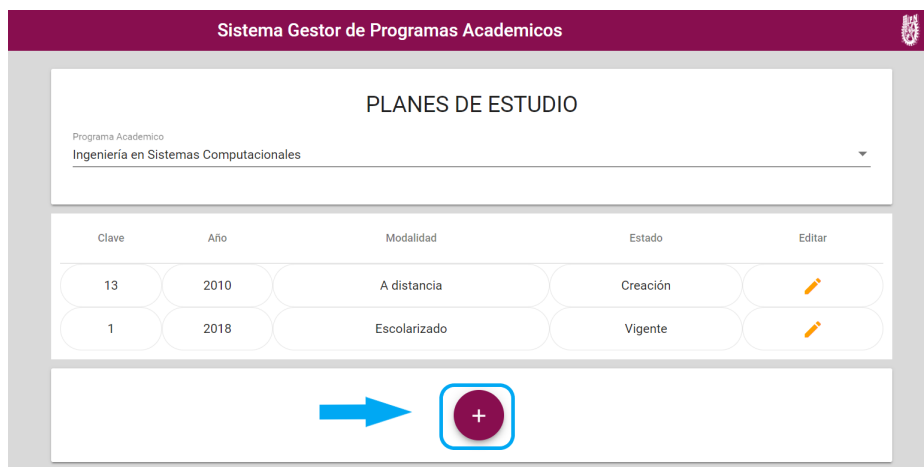 Sistema Gestor de Programas Academicos
PLANES DE ESTUDIO
Programa Academico
Ingeniería en Sistemas Computacionales
Clave Año Modalidad Estado Editar
13 2010 A distancia Creación
1 2018 Escolarizado Vigente
+